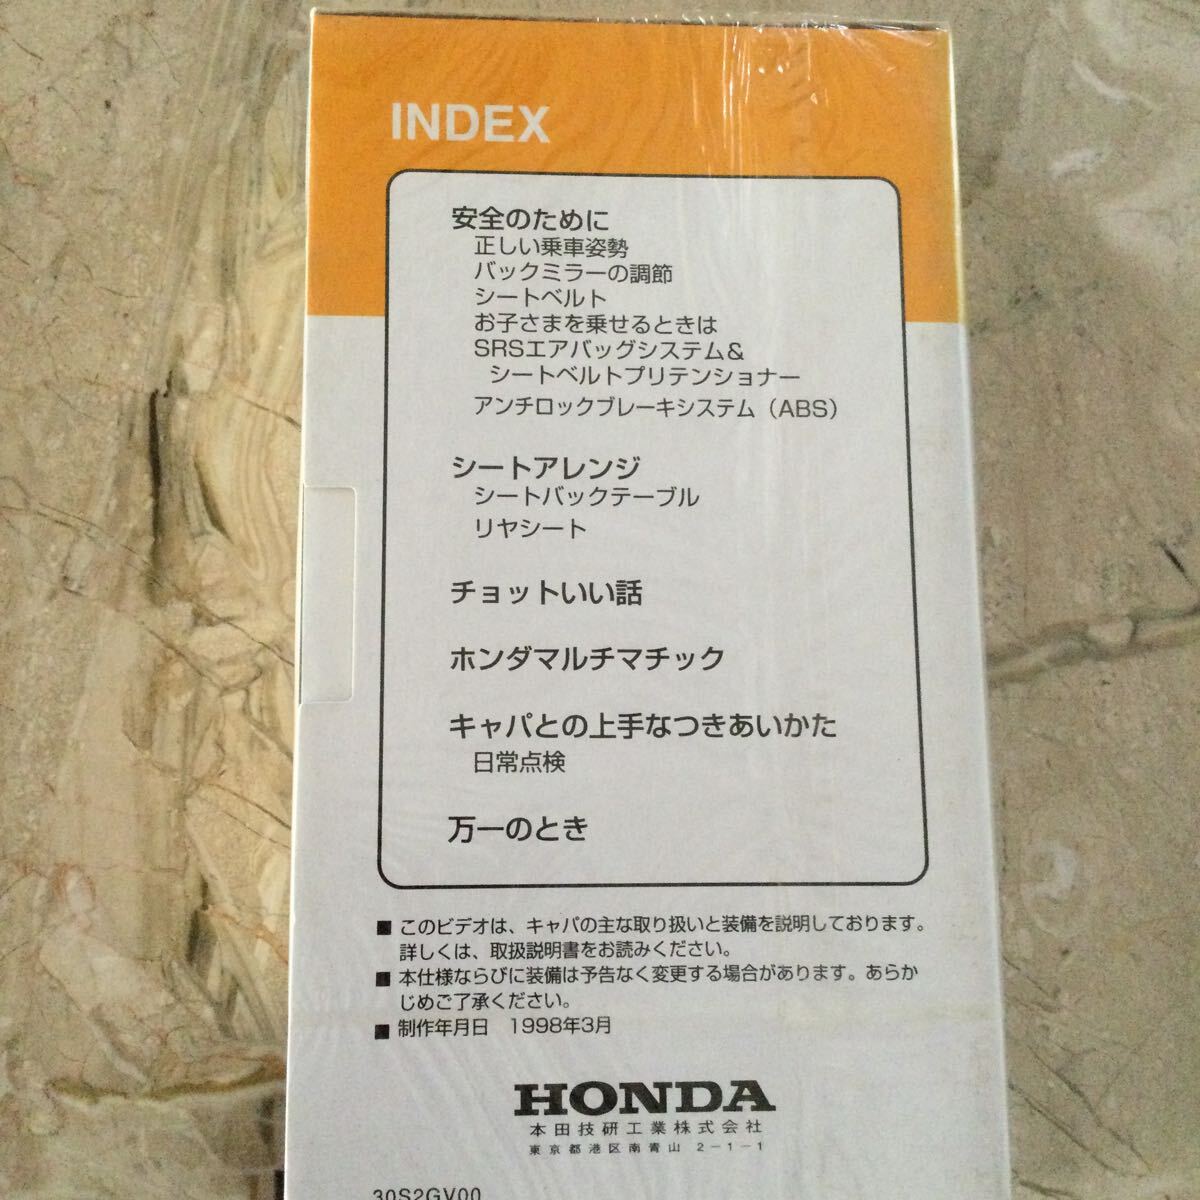 INDEX
安全のために
正しい乗車姿勢
バックミラーの調節
シートベルト
お子さまを乗せるときは
SRSエアバッグシステム&
シートベルトプリテンショナー
アンチロックブレーキシステム（ABS）
シートアレンジ
シートバックテーブル
リヤシート
チョットいい話
ホンダマルチマチック
キャパとの上手なつきあいかた
日常点検
万一のとき
■ このビデオは、キャパの主な取り扱いと装備を説明しております。
詳しくは、取扱説明書をお読みください。
■ 本仕様ならびに装備は予告なく変更する場合があります。あらか
じめご了承ください。
■ 制作年月日　1998年3月
HONDA
本田技研工業株式会社
東京都港区南青山 2－1－1
30S2GV00